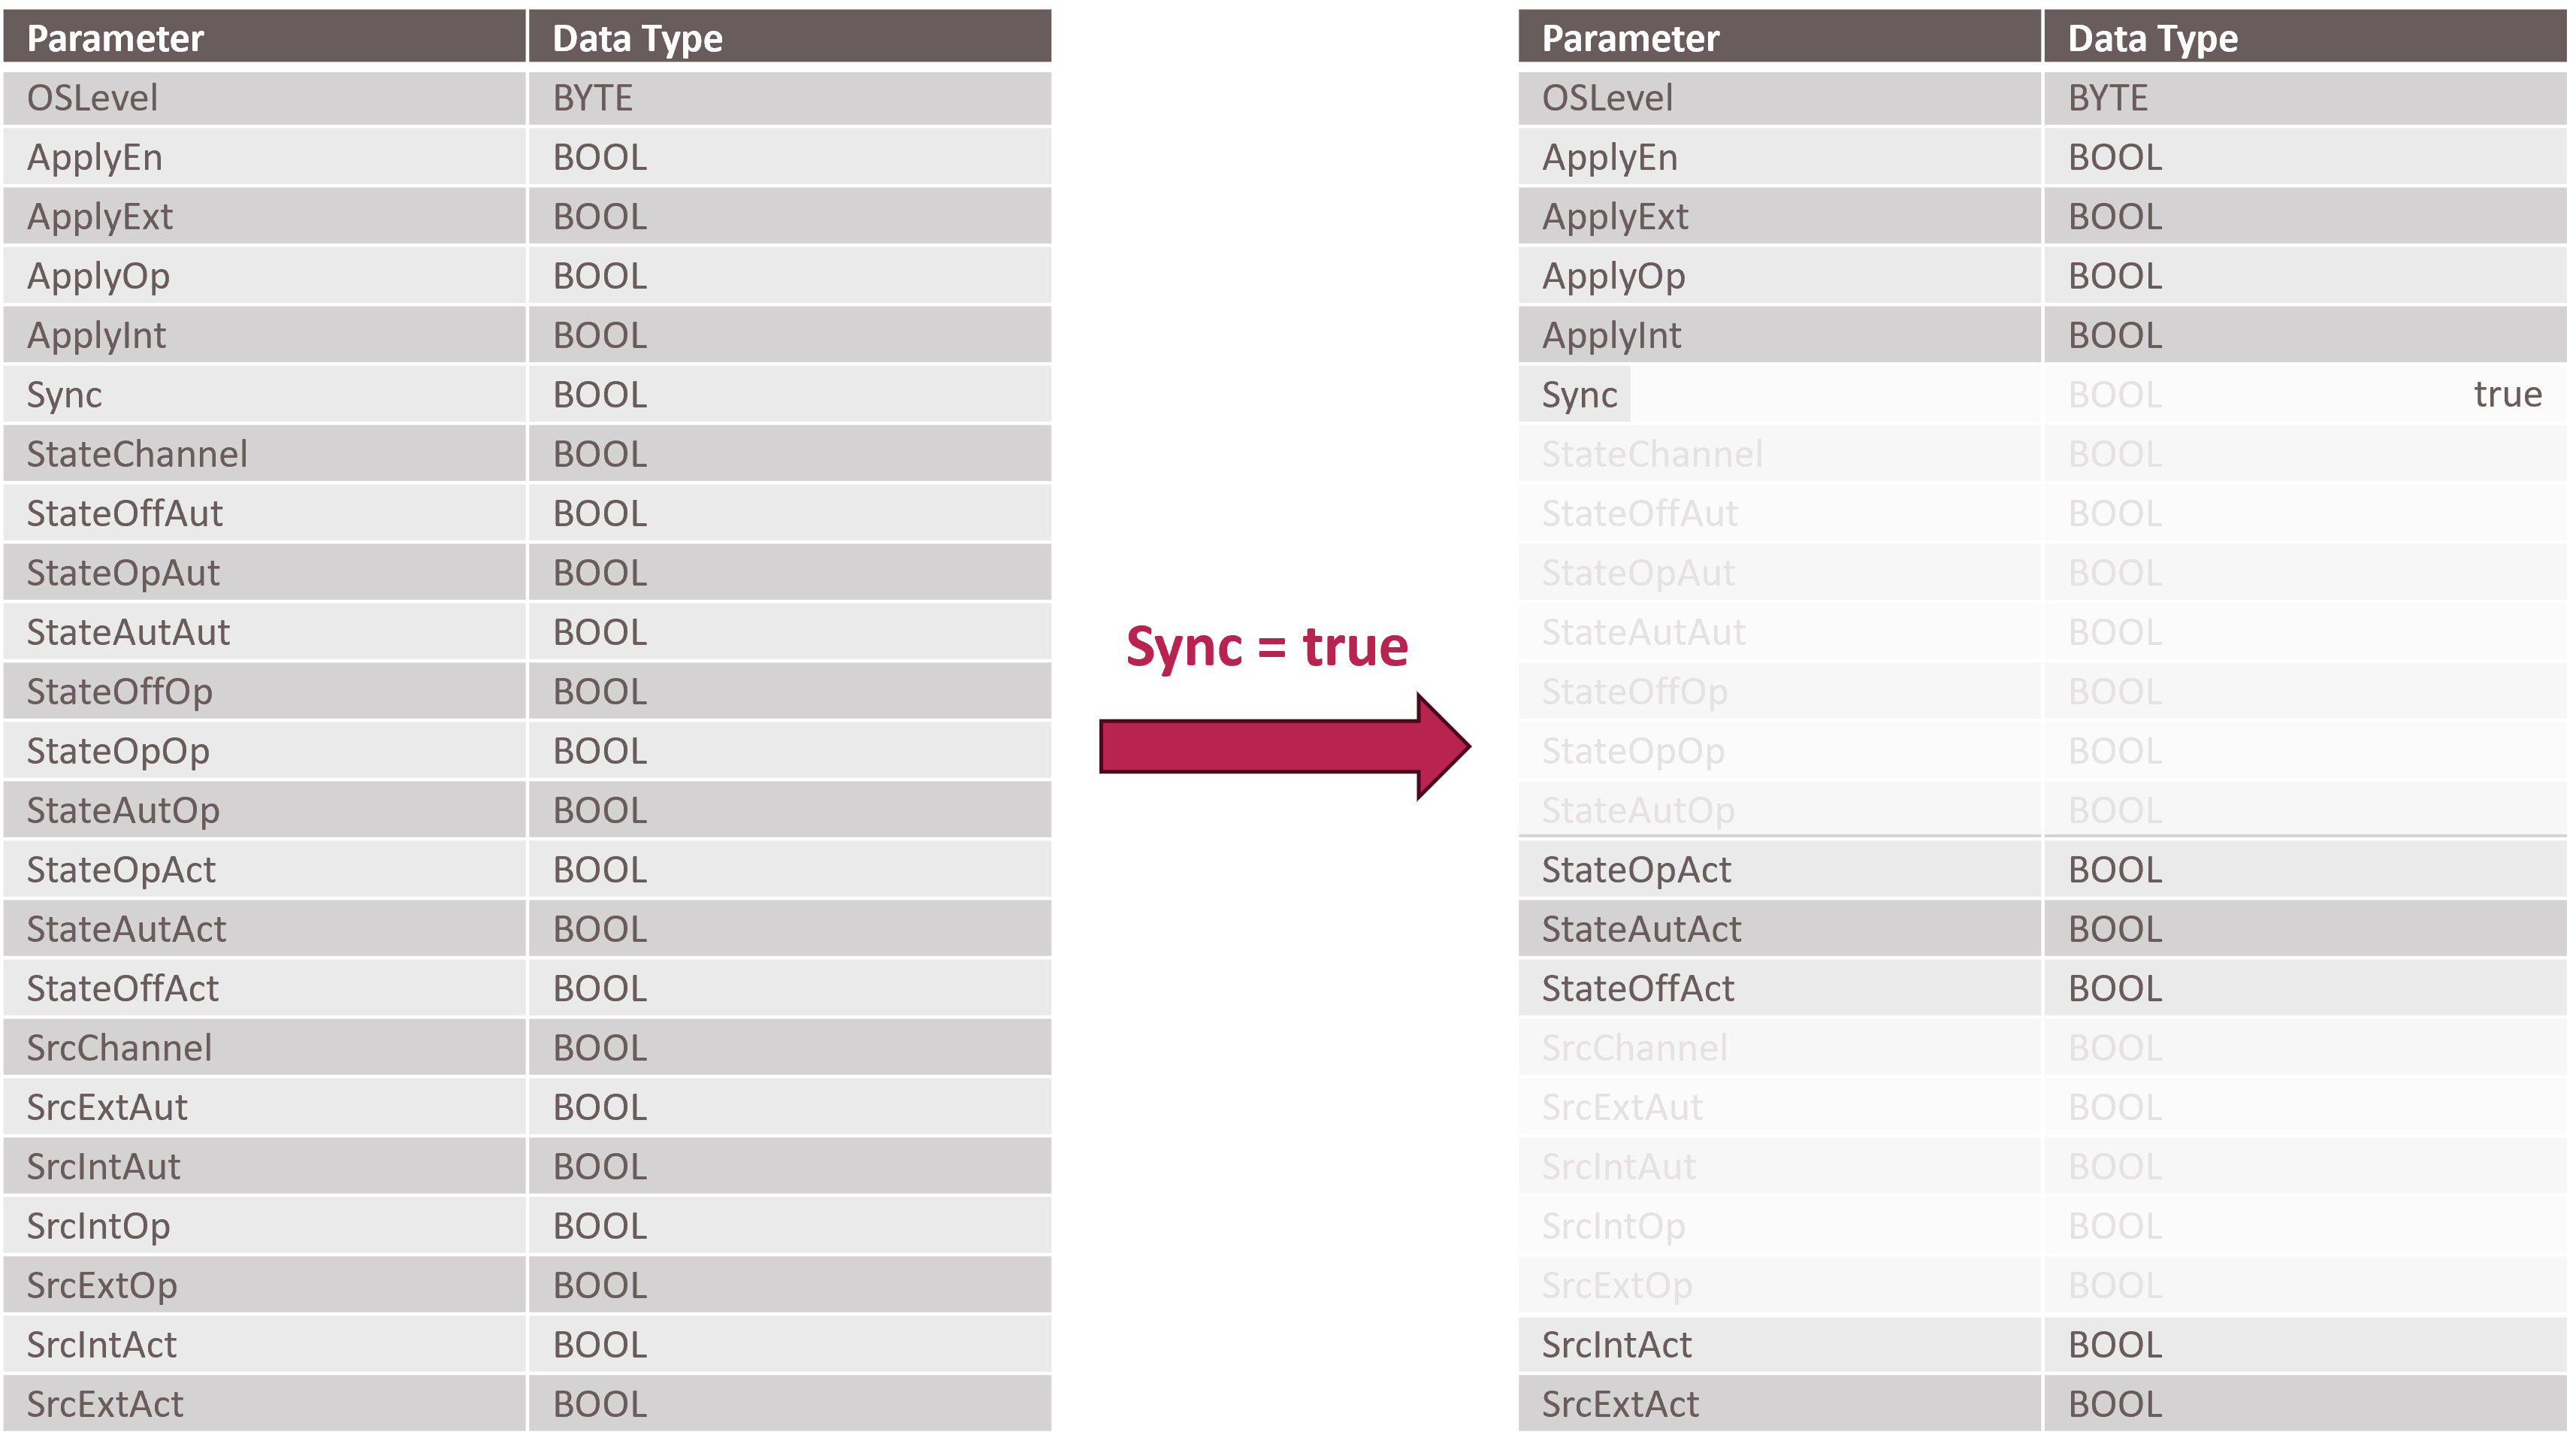 Parameter Data Type
OSLevel BYTE
ApplyEn BOOL
ApplyExt BOOL
ApplyOp BOOL
ApplyInt BOOL
Sync BOOL
StateChannel BOOL
StateOffAut BOOL
StateOpAut BOOL
StateAutAut BOOL
StateOffOp BOOL
StateOpOp BOOL
StateAutOp BOOL
StateOpAct BOOL
StateAutAct BOOL
StateOffAct BOOL
SrcChannel BOOL
SrcExtAut BOOL
SrcIntAut BOOL
SrcIntOp BOOL
SrcExtOp BOOL
SrcIntAct BOOL
SrcExtAct BOOL
Sync = true
Parameter Data Type
OSLevel BYTE
ApplyEn BOOL
ApplyExt BOOL
ApplyOp BOOL
ApplyInt BOOL
Sync BOOL true
StateChannel BOOL
StateOffAut BOOL
StateOpAut BOOL
StateAutAut BOOL
StateOffOp BOOL
StateOpOp BOOL
StateAutOp BOOL
StateOpAct BOOL
StateAutAct BOOL
StateOffAct BOOL
SrcChannel BOOL
SrcExtAut BOOL
SrcIntAut BOOL
SrcIntOp BOOL
SrcExtOp BOOL
SrcIntAct BOOL
SrcExtAct BOOL